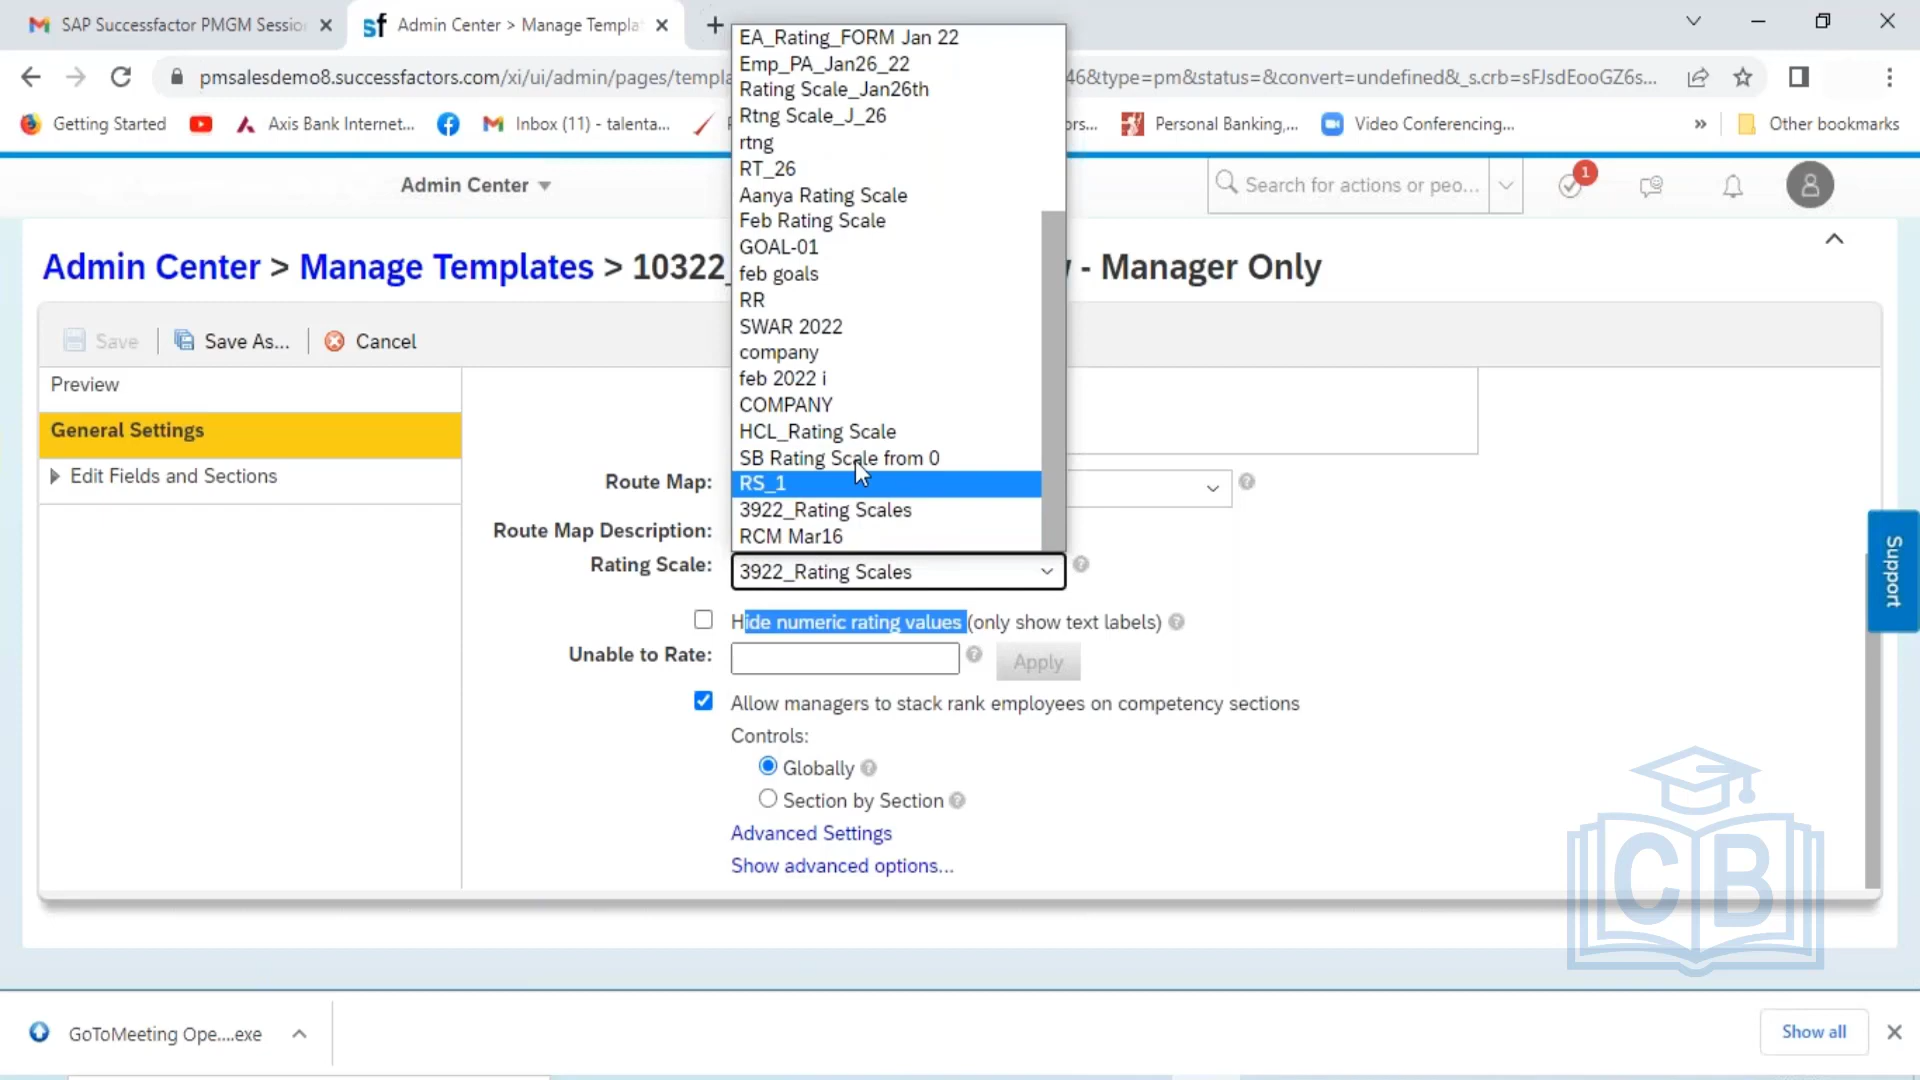 SAP Successfactor PMGM Sessio
Admin Center > Manage Templa
pmsalesdemo8.successfactors.com/xi/ui/admin/pages/templa
46&type=pm&status=&convert=undefined&_s.crb=sFJsdEooGZ6s...
Getting Started
Axis Bank Internet...
Inbox (11) - talenta...
ors...
Personal Banking,...
Video Conferencing...
Other bookmarks
Admin Center
Search for actions or peo...
1
Admin Center > Manage Templates > 10322_
- Manager Only
Save
Save As...
Cancel
Preview
General Settings
Edit Fields and Sections
EA_Rating_FORM Jan 22
Emp_PA_Jan26_22
Rating Scale_Jan26th
Rtng Scale_J_26
rtng
RT_26
Aanya Rating Scale
Feb Rating Scale
GOAL-01
feb goals
RR
SWAR 2022
company
feb 2022 i
COMPANY
HCL_Rating Scale
SB Rating Scale from 0
RS_1
3922_Rating Scales
RCM Mar16
Route Map:
Route Map Description:
Rating Scale:
3922_Rating Scales
Hide numeric rating values (only show text labels)
Unable to Rate:
Apply
Allow managers to stack rank employees on competency sections
Controls:
Globally
Section by Section
Advanced Settings
Show advanced options...
Support
CB
GoToMeeting Ope....exe
Show all